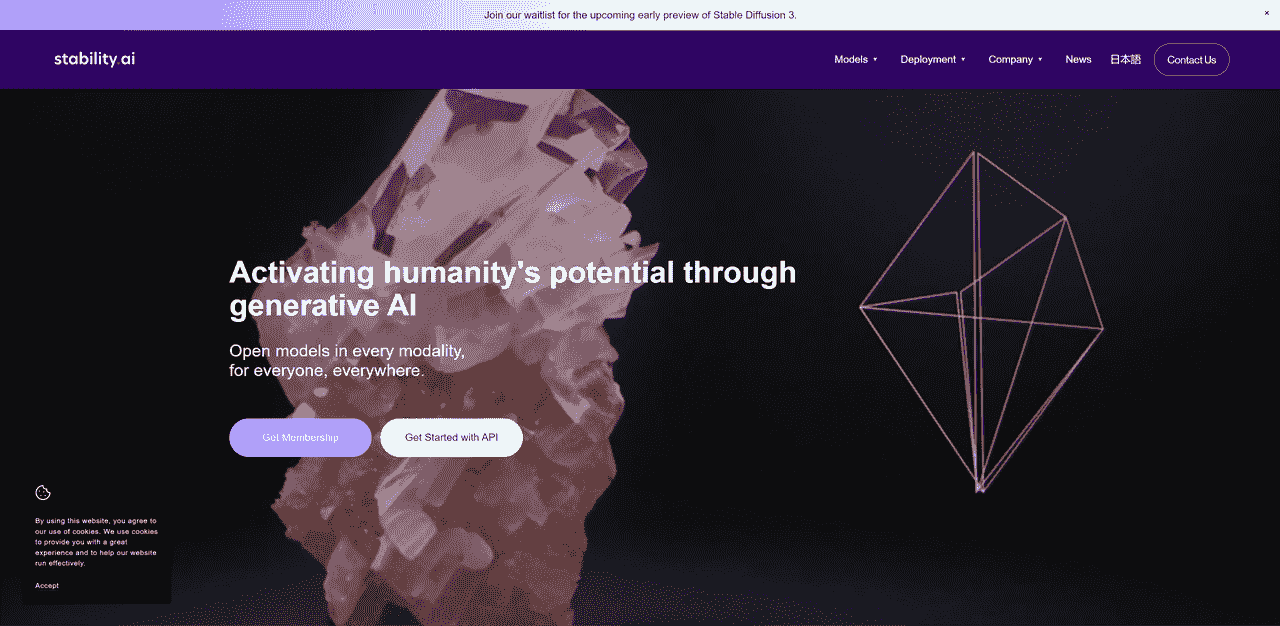 Join our waitlist for the upcoming early preview of Stable Diffusion 3.
×
stability.ai
Models ▼ Deployment ▼ Company ▼ News 日本語 Contact Us
Activating humanity's potential through
generative AI
Open models in every modality,
for everyone, everywhere.
Get Membership Get Started with API
By using this website, you agree to
our use of cookies. We use cookies
to provide you with a great
experience and to help our website
run effectively.
Accept